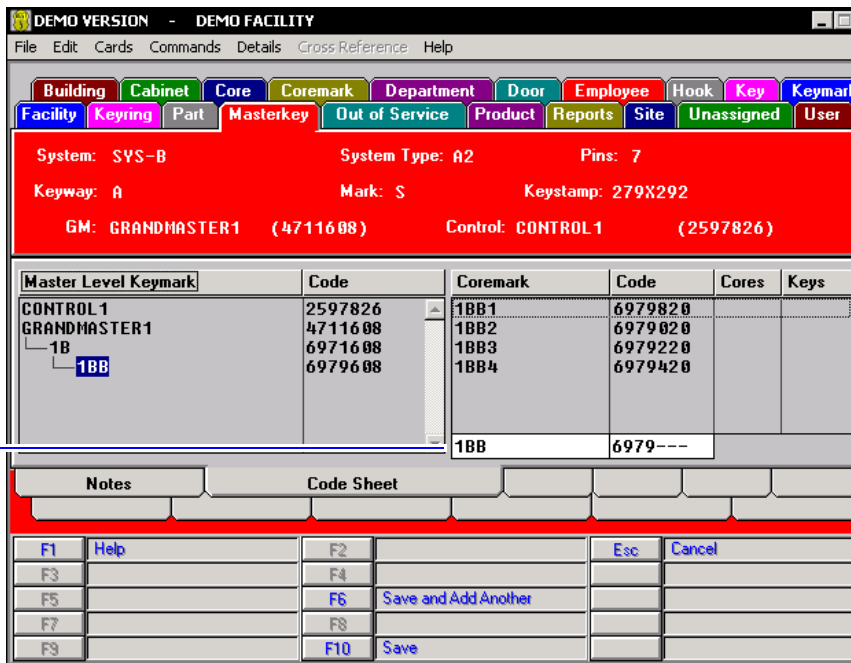 DEMO VERSION - DEMO FACILITY
File Edit Cards Commands Details Cross Reference Help
Building Cabinet Core Coremark Department Door Employee Hook Key Keymark
Facility Keyring Part Masterkey Out of Service Product Reports Site Unassigned User
System: SYS-B System Type: A2 Pins: 7
Keyway: A Mark: S Keystamp: 279X292
GM: GRANDMASTER1 (4711608) Control: CONTROL1 (2597826)
Master Level Keymark Code Coremark Code Cores Keys
CONTROL1 2597826 1BB1 6979820
GRANDMASTER1 4711608 1BB2 6979020
1B 6971608 1BB3 6979220
1BB 6979608 1BB4 6979420
1BB 6979---
Notes Code Sheet
F1 Help F2 Esc Cancel
F3 F4
F5 F6 Save and Add Another
F7 F8
F9 F10 Save